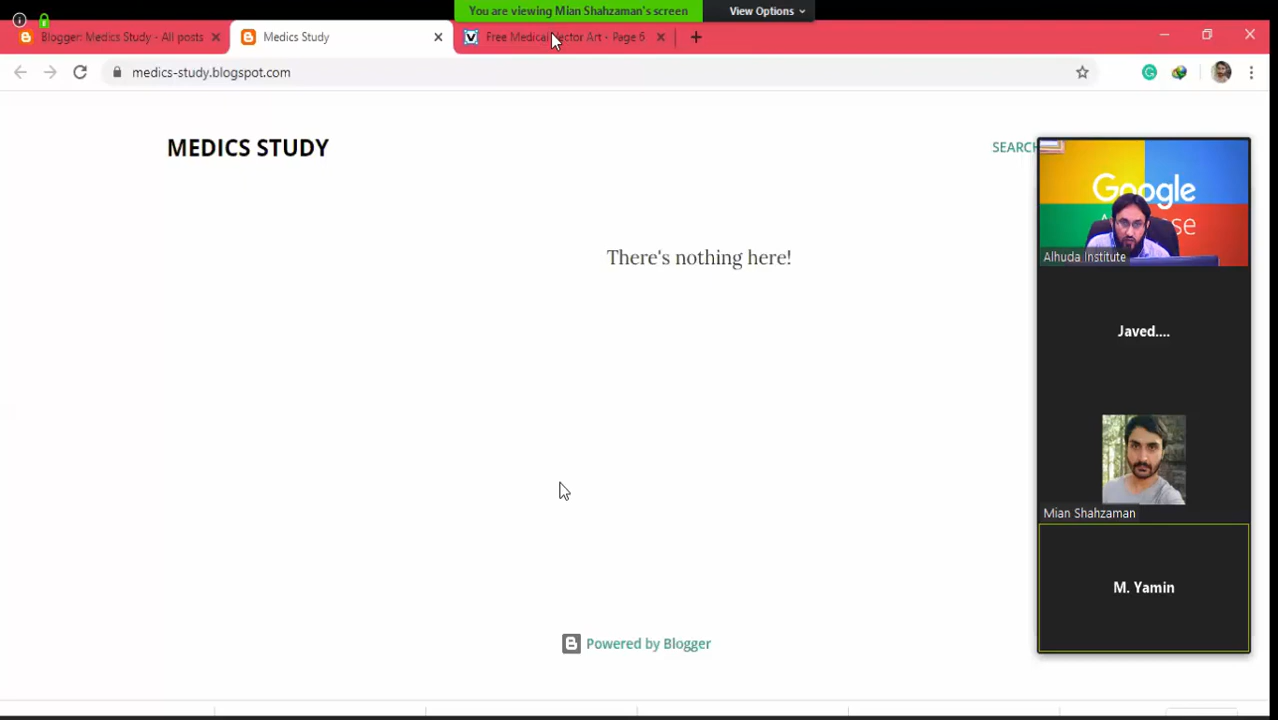 You are viewing Mian Shahzaman's screen
View Options
Blogger: Medics Study - All posts
Medics Study
Free Medical Vector Art - Page 6
medics-study.blogspot.com
MEDICS STUDY
SEARCH
There's nothing here!
Google
Alhuda Institute
Javed....
Mian Shahzaman
M. Yamin
Powered by Blogger